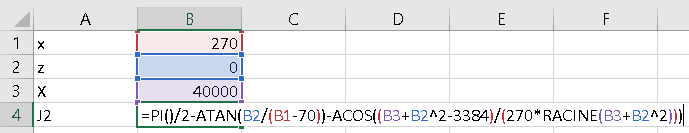 A B C D E F
1 x 270
2 z 0
3 X 40000
4 J2 =PI()/2-ATAN(B2/(B1-70))-ACOS((B3+B2^2-3384)/(270*RACINE(B3+B2^2)))